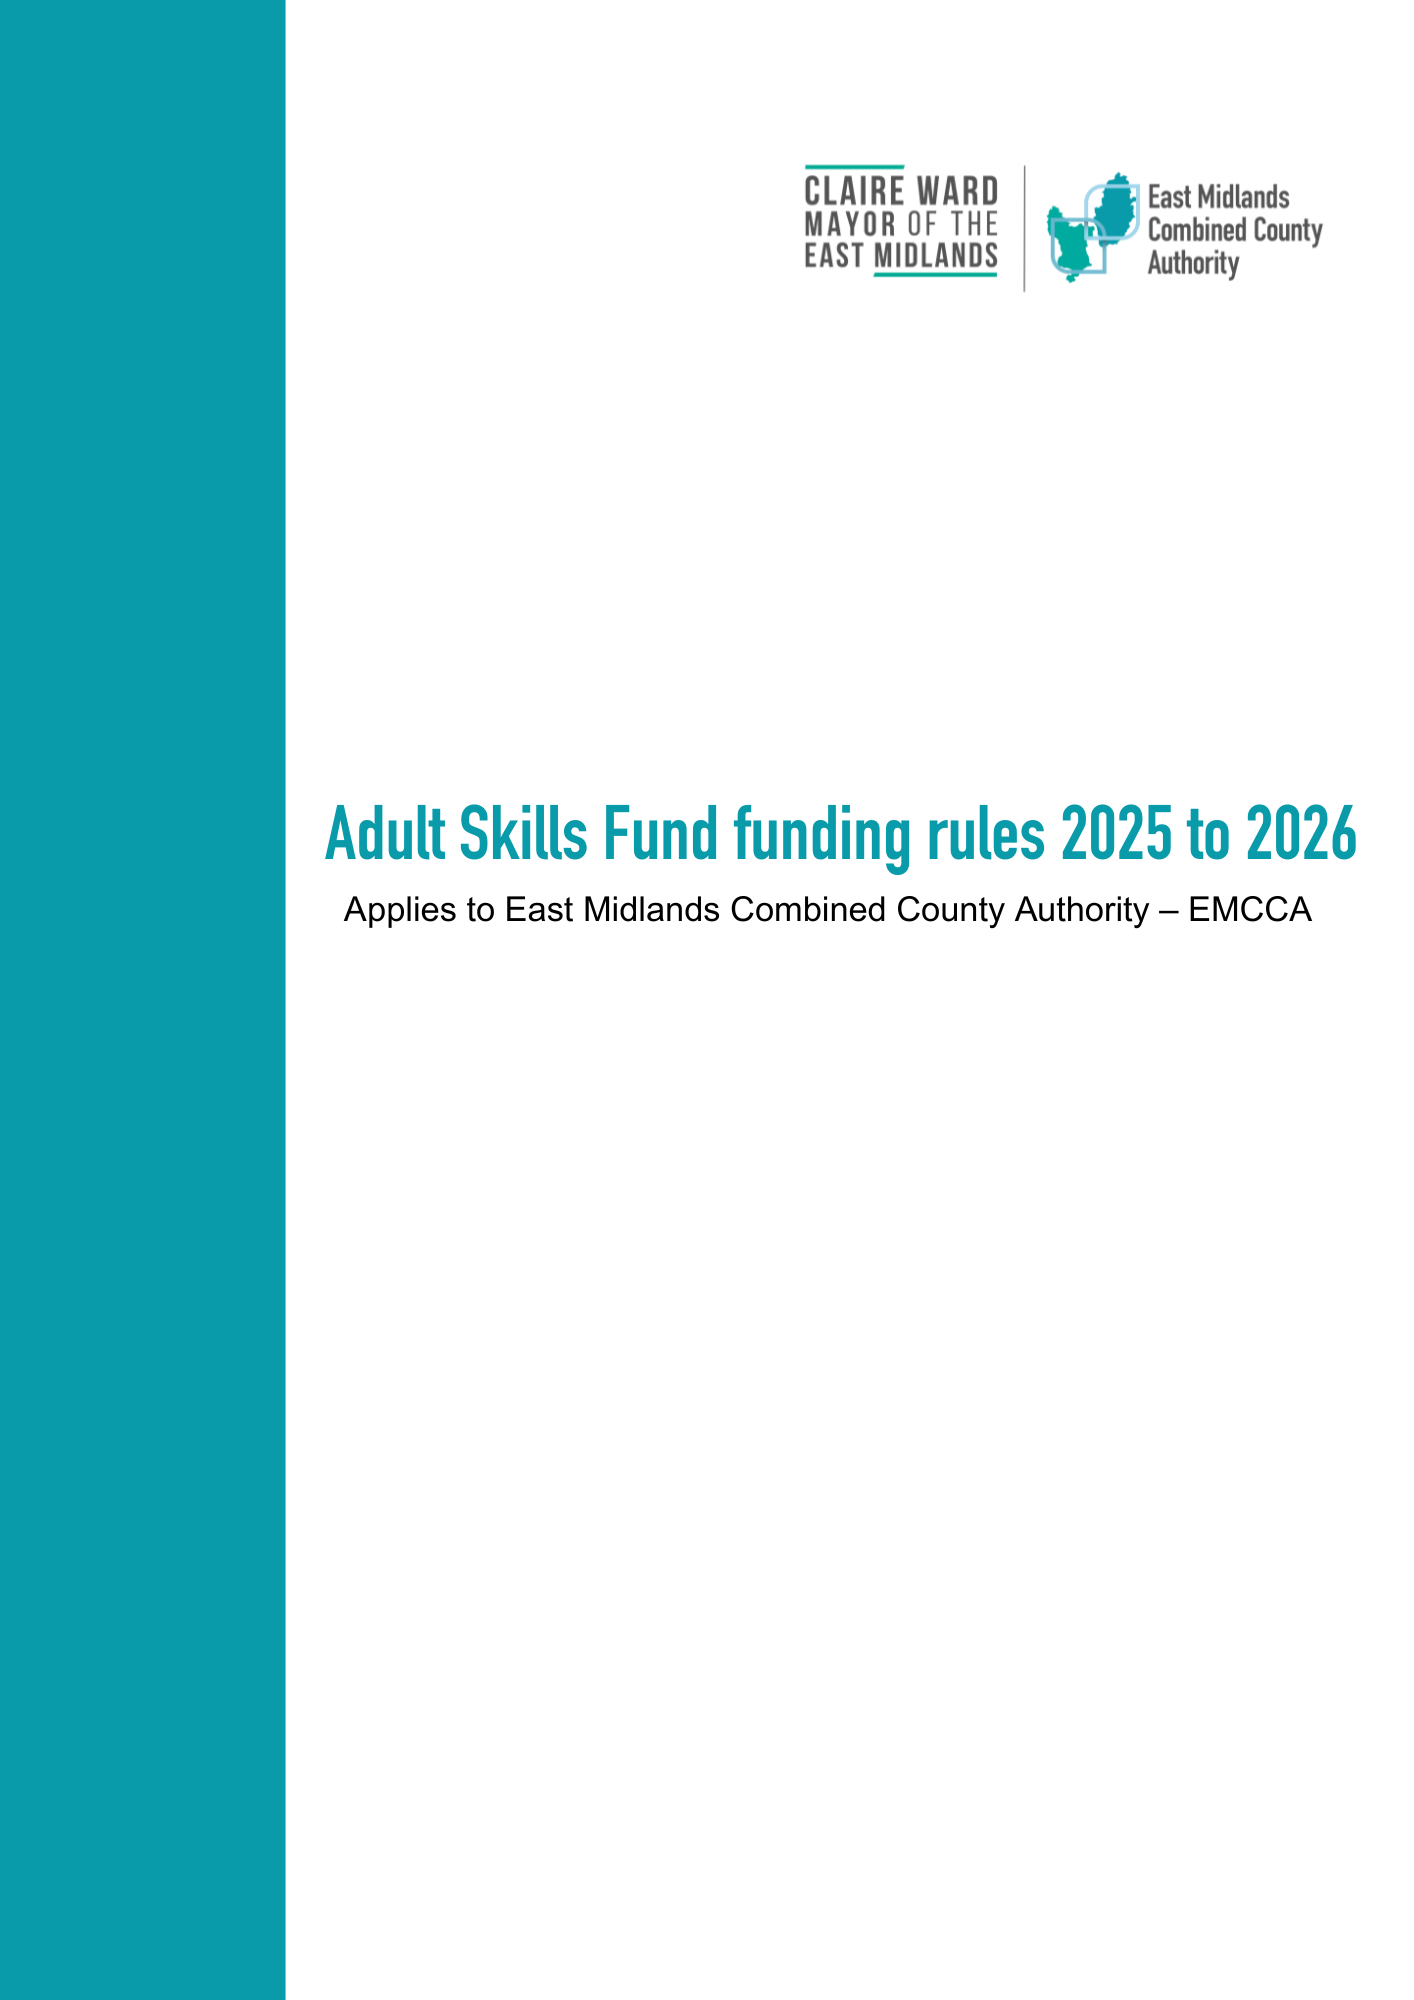 CLAIRE WARD
MAYOR OF THE
EAST MIDLANDS
East Midlands
Combined County
Authority
Adult Skills Fund funding rules 2025 to 2026
Applies to East Midlands Combined County Authority – EMCCA